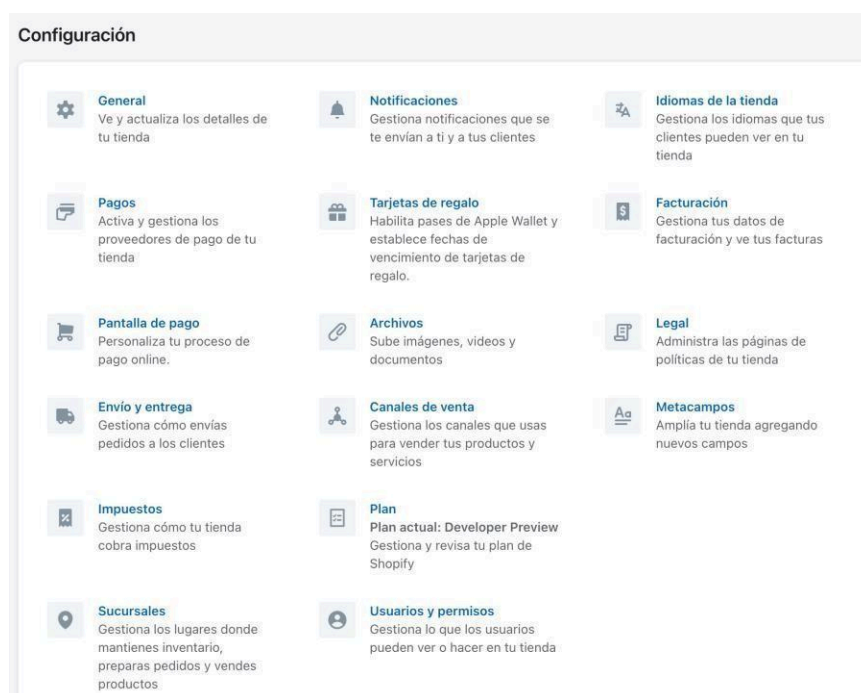 Configuración
General
Ve y actualiza los detalles de
tu tienda
Notificaciones
Gestiona notificaciones que se
te envían a ti y a tus clientes
Idiomas de la tienda
Gestiona los idiomas que tus
clientes pueden ver en tu
tienda
Pagos
Activa y gestiona los
proveedores de pago de tu
tienda
Tarjetas de regalo
Habilita pases de Apple Wallet y
establece fechas de
vencimiento de tarjetas de
regalo.
Facturación
Gestiona tus datos de
facturación y ve tus facturas
Pantalla de pago
Personaliza tu proceso de
pago online.
Archivos
Sube imágenes, videos y
documentos
Legal
Administra las páginas de
políticas de tu tienda
Envío y entrega
Gestiona cómo envías
pedidos a los clientes
Canales de venta
Gestiona los canales que usas
para vender tus productos y
servicios
Metacampos
Amplía tu tienda agregando
nuevos campos
Impuestos
Gestiona cómo tu tienda
cobra impuestos
Plan
Plan actual: Developer Preview
Gestiona y revisa tu plan de
Shopify
Sucursales
Gestiona los lugares donde
mantienes inventario,
preparas pedidos y vendes
productos
Usuarios y permisos
Gestiona lo que los usuarios
pueden ver o hacer en tu tienda